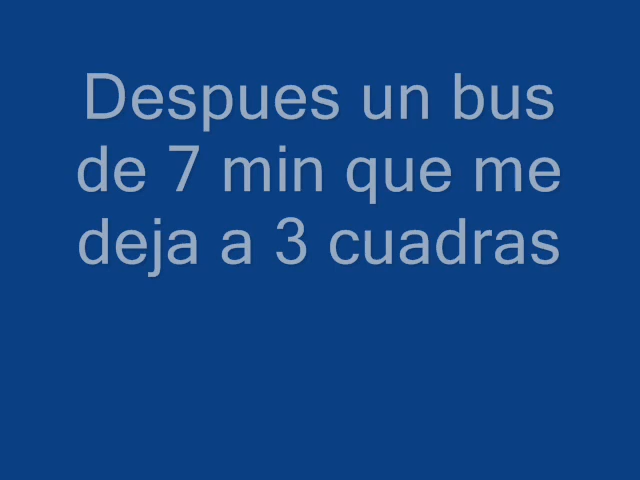 Despues un bus
de 7 min que me
deja a 3 cuadras